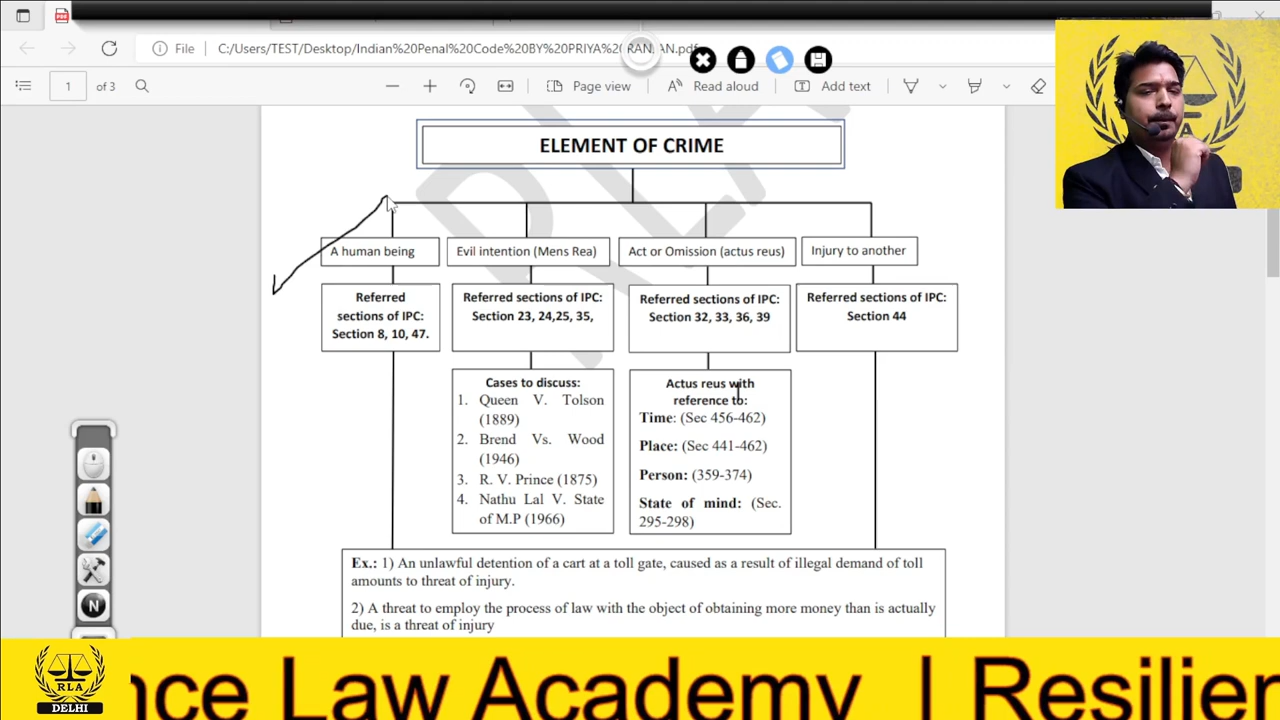 File
C:/Users/TEST/Desktop/Indian%20Penal%20Code%20BY%20PRIYA%20RANJAN.pdf
1 of 3
Page view
Read aloud
Add text
RLA
ELEMENT OF CRIME
A human being
Evil intention (Mens Rea)
Act or Omission (actus reus)
Injury to another
Referred
sections of IPC:
Section 8, 10, 47.
Referred sections of IPC:
Section 23, 24,25, 35,
Referred sections of IPC:
Section 32, 33, 36, 39
Referred sections of IPC:
Section 44
Cases to discuss:
1. Queen V. Tolson
(1889)
2. Brend Vs. Wood
(1946)
3. R. V. Prince (1875)
4. Nathu Lal V. State
of M.P (1966)
Actus reus with
reference to:
Time: (Sec 456-462)
Place: (Sec 441-462)
Person: (359-374)
State of mind: (Sec.
295-298)
Ex.: 1) An unlawful detention of a cart at a toll gate, caused as a result of illegal demand of toll
amounts to threat of injury.
2) A threat to employ the process of law with the object of obtaining more money than is actually
due, is a threat of injury
N
RLA
DELHI
nce Law Academy | Resilien